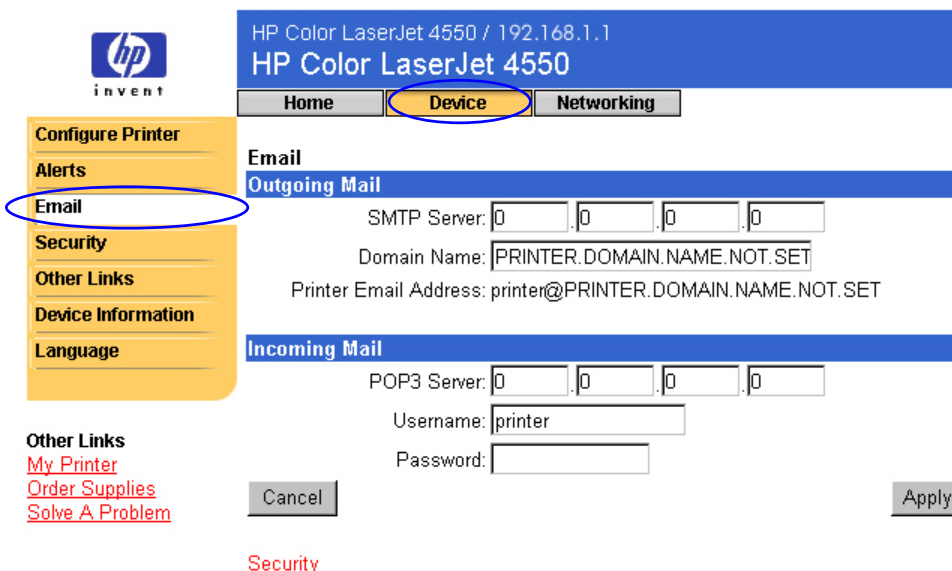 hp
invent
HP Color LaserJet 4550 / 192.168.1.1
HP Color LaserJet 4550
Home Device Networking
Configure Printer
Alerts
Email
Security
Other Links
Device Information
Language
Other Links
My Printer
Order Supplies
Solve A Problem
Email
Outgoing Mail
SMTP Server: 0 . 0 . 0 . 0
Domain Name: PRINTER.DOMAIN.NAME.NOT.SET
Printer Email Address: printer@PRINTER.DOMAIN.NAME.NOT.SET
Incoming Mail
POP3 Server: 0 . 0 . 0 . 0
Username: printer
Password:
Cancel Apply
Security